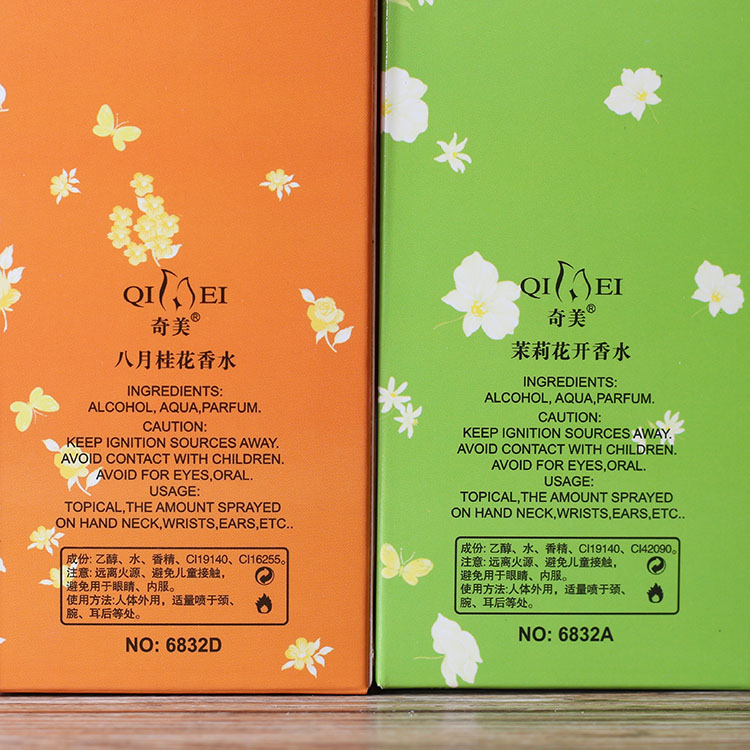 QIMEI
奇美®
八月桂花香水
INGREDIENTS:
ALCOHOL, AQUA,PARFUM.
CAUTION:
KEEP IGNITION SOURCES AWAY.
AVOID CONTACT WITH CHILDREN.
AVOID FOR EYES,ORAL.
USAGE:
TOPICAL,THE AMOUNT SPRAYED
ON HAND NECK,WRISTS,EARS,ETC..
成份: 乙醇、水、香精、CI19140、CI16255。
注意: 远离火源、避免儿童接触,
避免用于眼睛、内服。
使用方法:人体外用，适量喷于颈、
腕、耳后等处。
NO: 6832D
QIMEI
奇美®
茉莉花开香水
INGREDIENTS:
ALCOHOL, AQUA,PARFUM.
CAUTION:
KEEP IGNITION SOURCES AWAY.
AVOID CONTACT WITH CHILDREN.
AVOID FOR EYES,ORAL.
USAGE:
TOPICAL,THE AMOUNT SPRAYED
ON HAND NECK,WRISTS,EARS,ETC..
成份: 乙醇、水、香精、CI19140、CI42090。
注意: 远离火源、避免儿童接触,
避免用于眼睛、内服。
使用方法:人体外用，适量喷于颈、
腕、耳后等处。
NO: 6832A